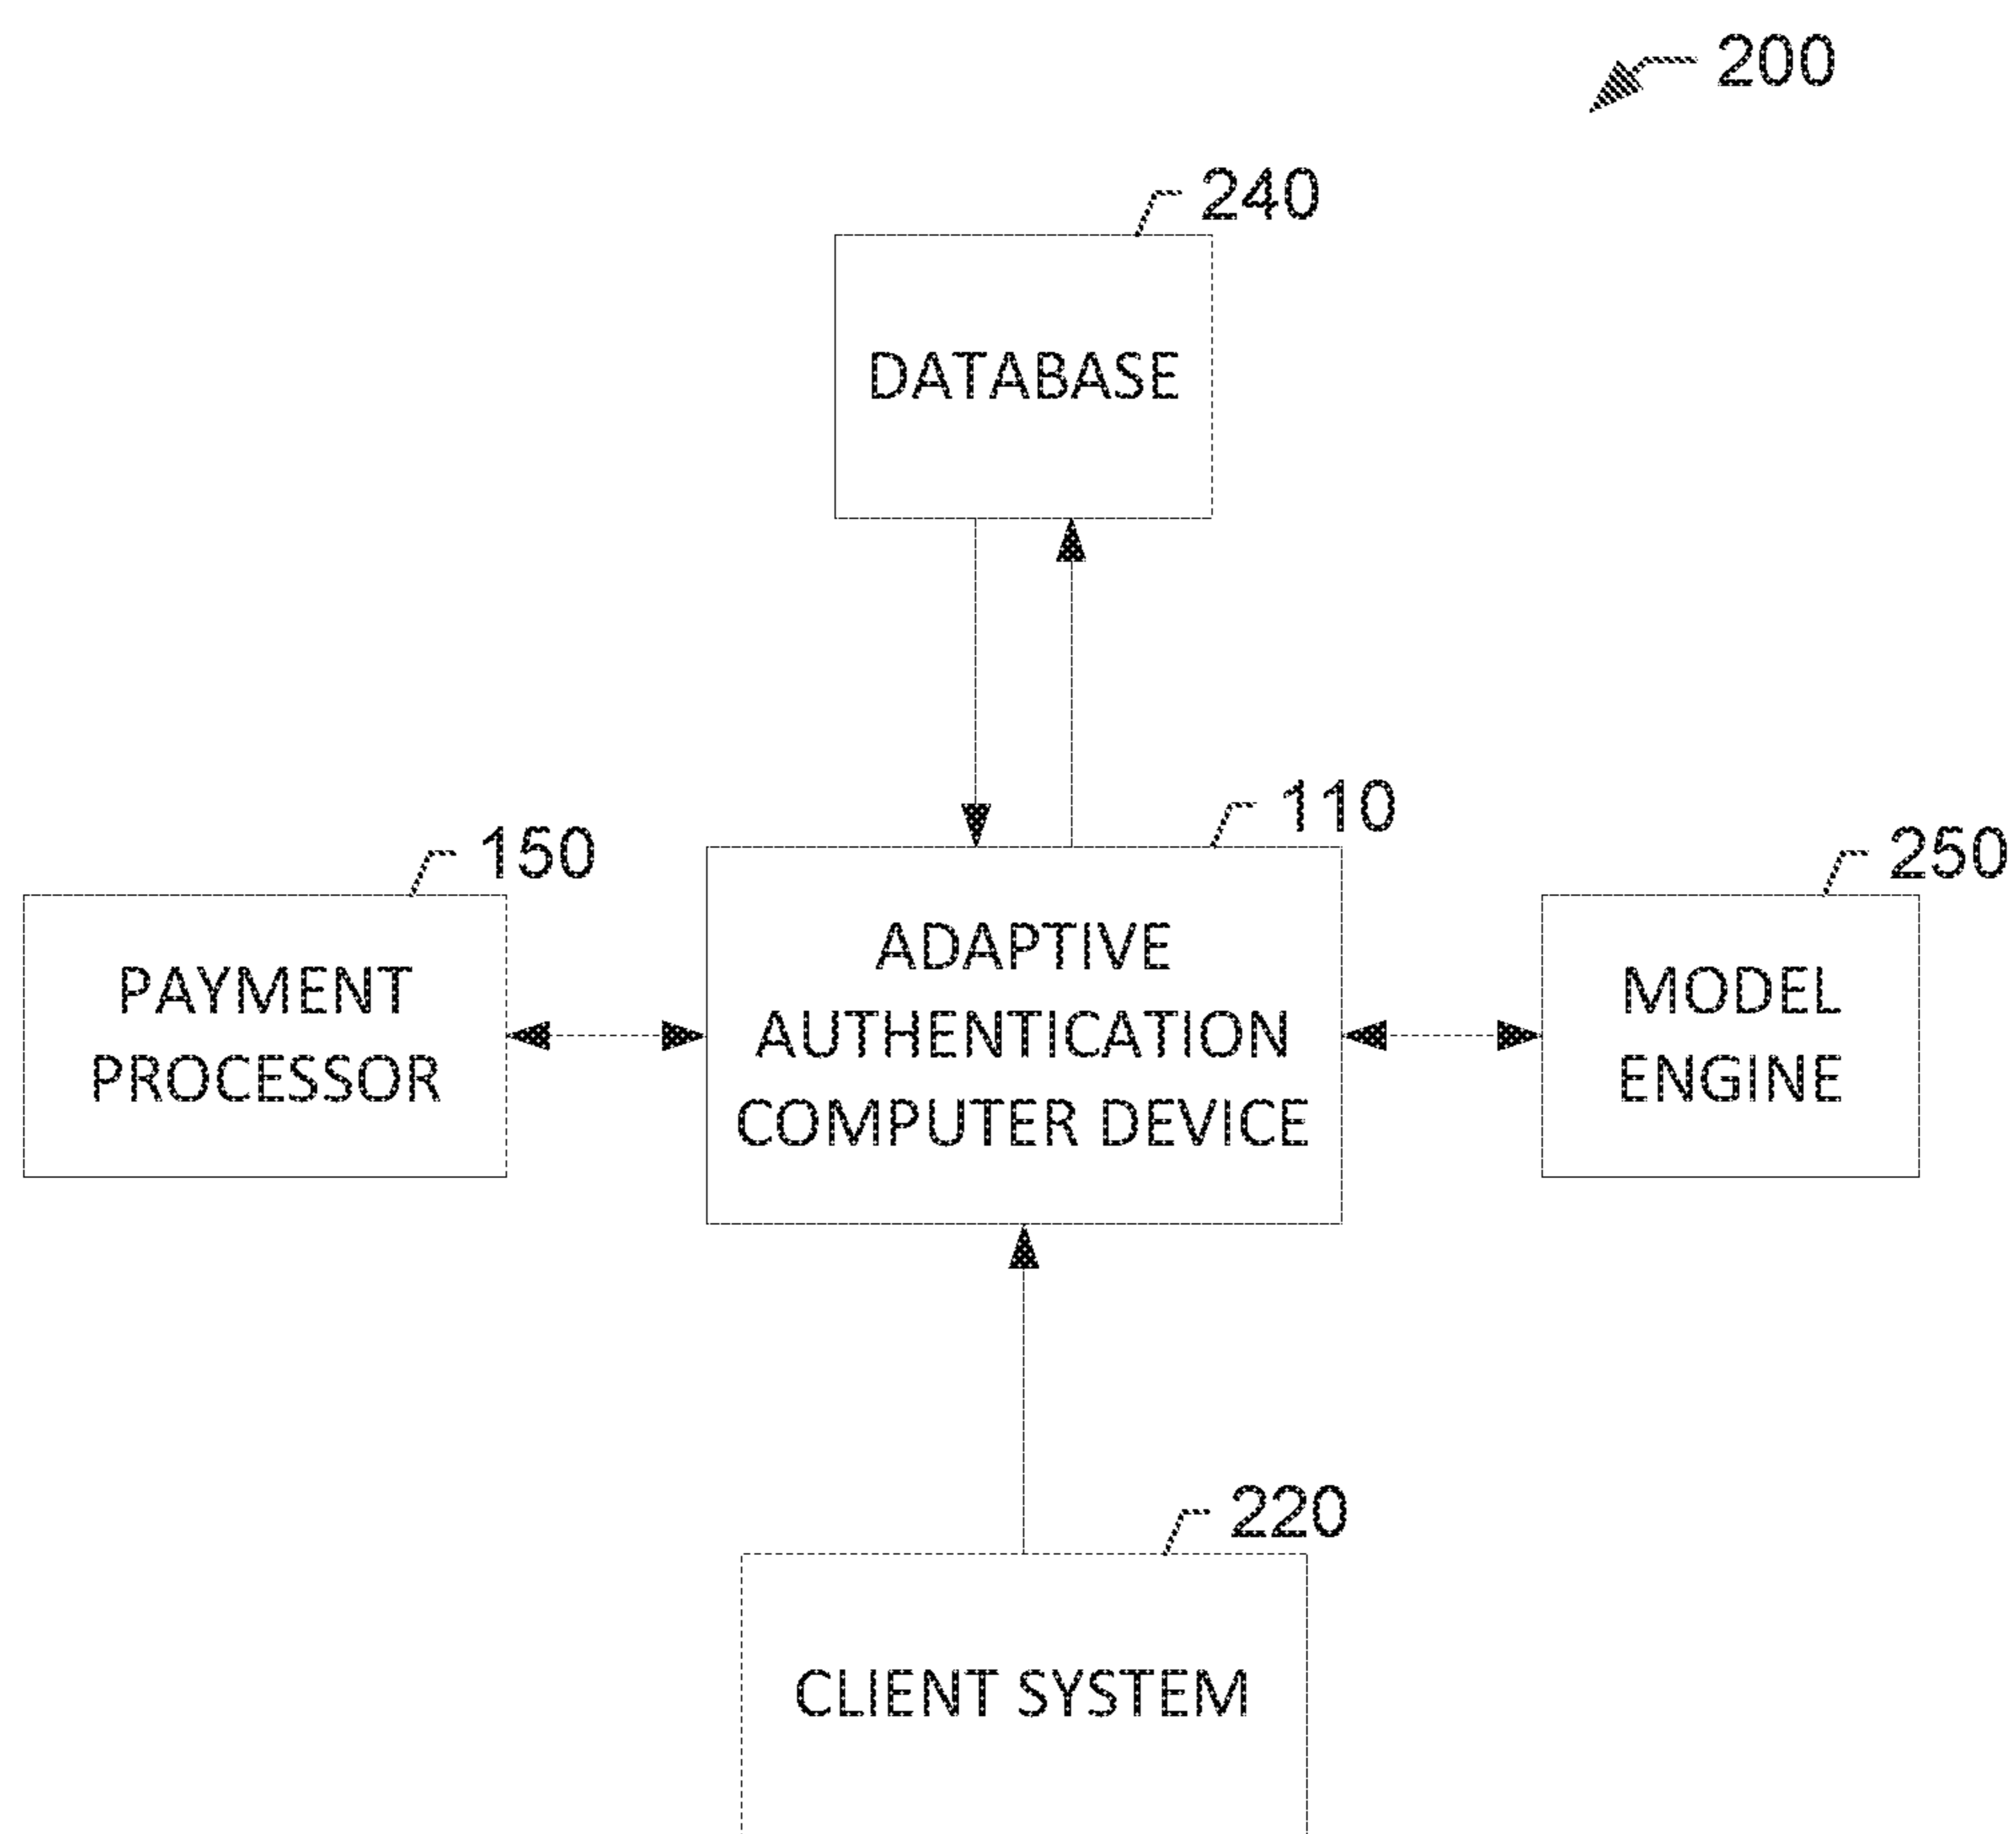 200
240
DATABASE
110
150
250
ADAPTIVE
AUTHENTICATION
COMPUTER DEVICE
PAYMENT
PROCESSOR
MODEL
ENGINE
220
CLIENT SYSTEM